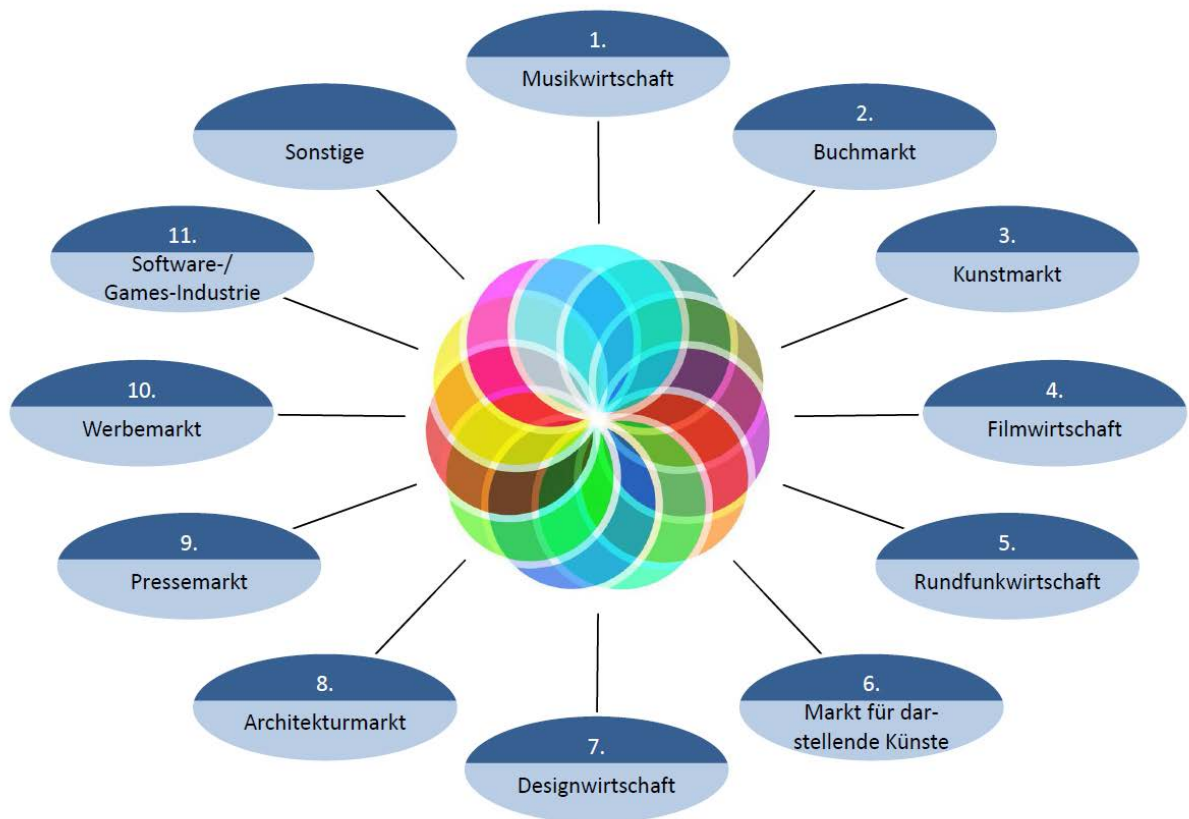 1.
Musikwirtschaft
2.
Buchmarkt
3.
Kunstmarkt
4.
Filmwirtschaft
5.
Rundfunkwirtschaft
6.
Markt für dar-
stellende Künste
7.
Designwirtschaft
8.
Architekturmarkt
9.
Pressemarkt
10.
Werbemarkt
11.
Software-/
Games-Industrie
Sonstige